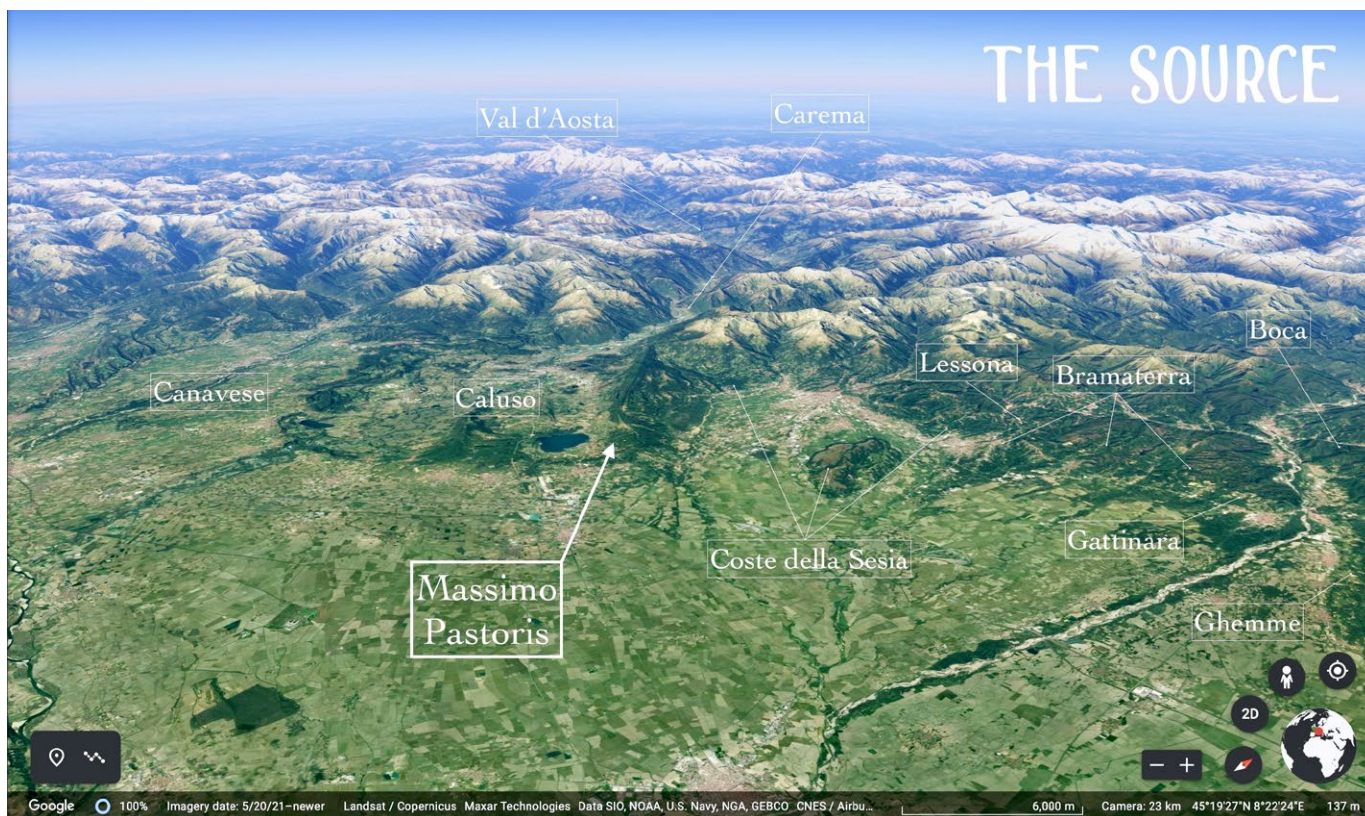 THE SOURCE
Val d'Aosta
Carema
Boca
Lessona
Bramaterra
Canavese
Caluso
Gattinara
Coste della Sesia
Massimo
Pastoris
Ghemme
2D
Google 100% Imagery date: 5/20/21–newer Landsat / Copernicus Maxar Technologies Data SIO, NOAA, U.S. Navy, NGA, GEBCO CNES / Airbu... 6,000 m Camera: 23 km 45°19'27"N 8°22'24"E 137 m